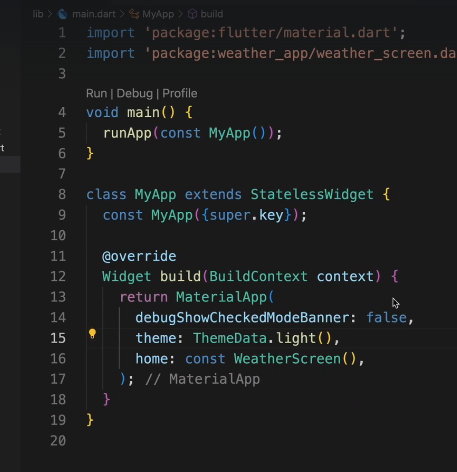 lib > main.dart > MyApp > build
1 import 'package:flutter/material.dart';
2 import 'package:weather_app/weather_screen.da
3
Run | Debug | Profile
4 void main() {
5 runApp(const MyApp());
6 }
7
8 class MyApp extends StatelessWidget {
9 const MyApp({super.key});
10
11 @override
12 Widget build(BuildContext context) {
13 return MaterialApp(
14 debugShowCheckedModeBanner: false,
15 theme: ThemeData.light(),
16 home: const WeatherScreen(),
17 ); // MaterialApp
18 }
19 }
20
rt